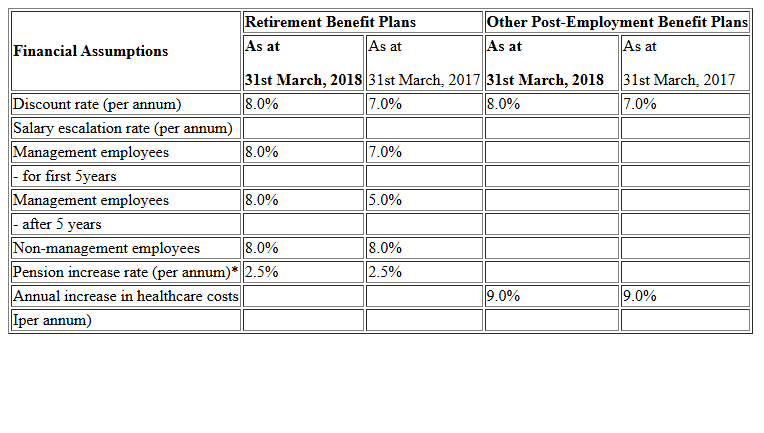 Financial Assumptions Retirement Benefit Plans Other Post-Employment Benefit Plans
As at As at As at As at
31st March, 2018 31st March, 2017 31st March, 2018 31st March, 2017
Discount rate (per annum) 8.0% 7.0% 8.0% 7.0%
Salary escalation rate (per annum)
Management employees 8.0% 7.0%
- for first 5years
Management employees 8.0% 5.0%
- after 5 years
Non-management employees 8.0% 8.0%
Pension increase rate (per annum)* 2.5% 2.5%
Annual increase in healthcare costs 9.0% 9.0%
Iper annum)